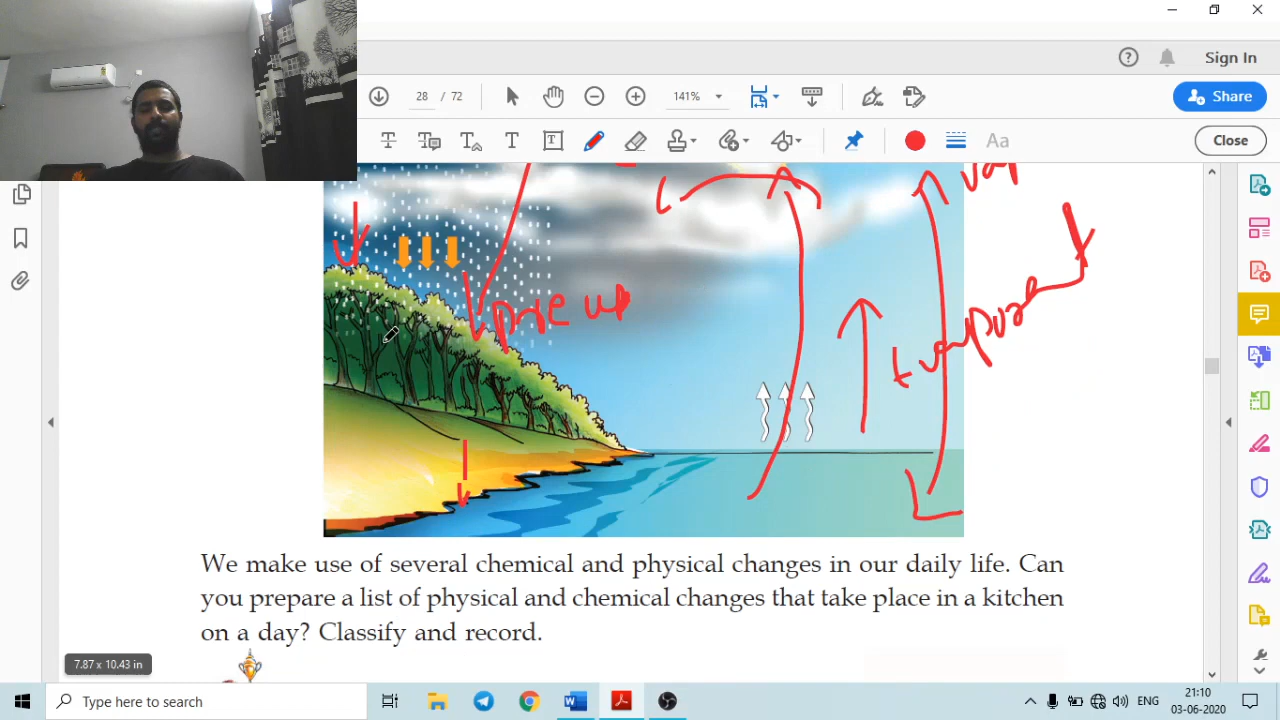 Sign In
28 / 72
141%
Share
Aa
Close
We make use of several chemical and physical changes in our daily life. Can
you prepare a list of physical and chemical changes that take place in a kitchen
on a day? Classify and record.
7.87 x 10.43 in
Type here to search
ENG
21:10
03-06-2020